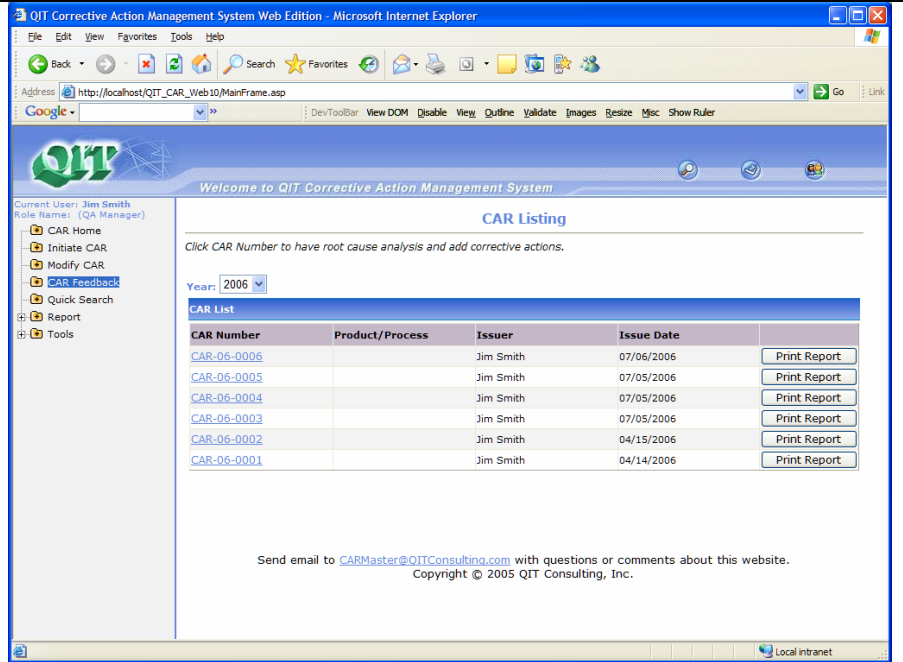 QIT Corrective Action Management System Web Edition - Microsoft Internet Explorer
File Edit View Favorites Tools Help
Back Search Favorites
Address http://localhost/QIT_CAR_Web10/MainFrame.asp Go Link
Google » DevToolBar View DOM Disable View Outline Validate Images Resize Misc Show Ruler
QIT
Welcome to QIT Corrective Action Management System
Current User: Jim Smith
Role Name: (QA Manager)
CAR Home
Initiate CAR
Modify CAR
CAR Feedback
Quick Search
Report
Tools
CAR Listing
Click CAR Number to have root cause analysis and add corrective actions.
Year: 2006
CAR List
CAR Number Product/Process Issuer Issue Date
CAR-06-0006 Jim Smith 07/06/2006 Print Report
CAR-06-0005 Jim Smith 07/05/2006 Print Report
CAR-06-0004 Jim Smith 07/05/2006 Print Report
CAR-06-0003 Jim Smith 07/05/2006 Print Report
CAR-06-0002 Jim Smith 04/15/2006 Print Report
CAR-06-0001 Jim Smith 04/14/2006 Print Report
Send email to CARMaster@QITConsulting.com with questions or comments about this website.
Copyright © 2005 QIT Consulting, Inc.
Local intranet